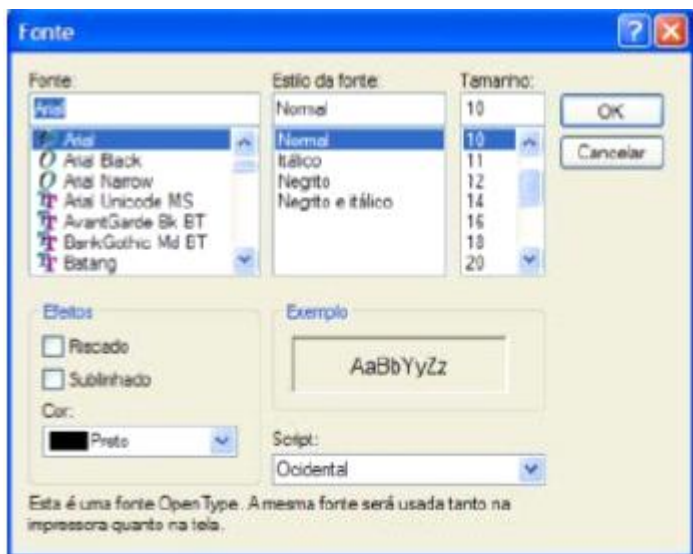 Fonte
Fonte:
Arial
Arial
Arial Black
Arial Narrow
Arial Unicode MS
AvantGarde Bk BT
BankGothic Md BT
Batang
Estilo da fonte:
Normal
Normal
Itálico
Negrito
Negrito e itálico
Tamanho:
10
10
11
12
14
16
18
20
OK
Cancelar
Efeitos
Riscado
Sublinhado
Cor:
Preto
Exemplo
AaBbYyZz
Script:
Ocidental
Esta é uma fonte OpenType. A mesma fonte será usada tanto na
impressora quanto na tela.